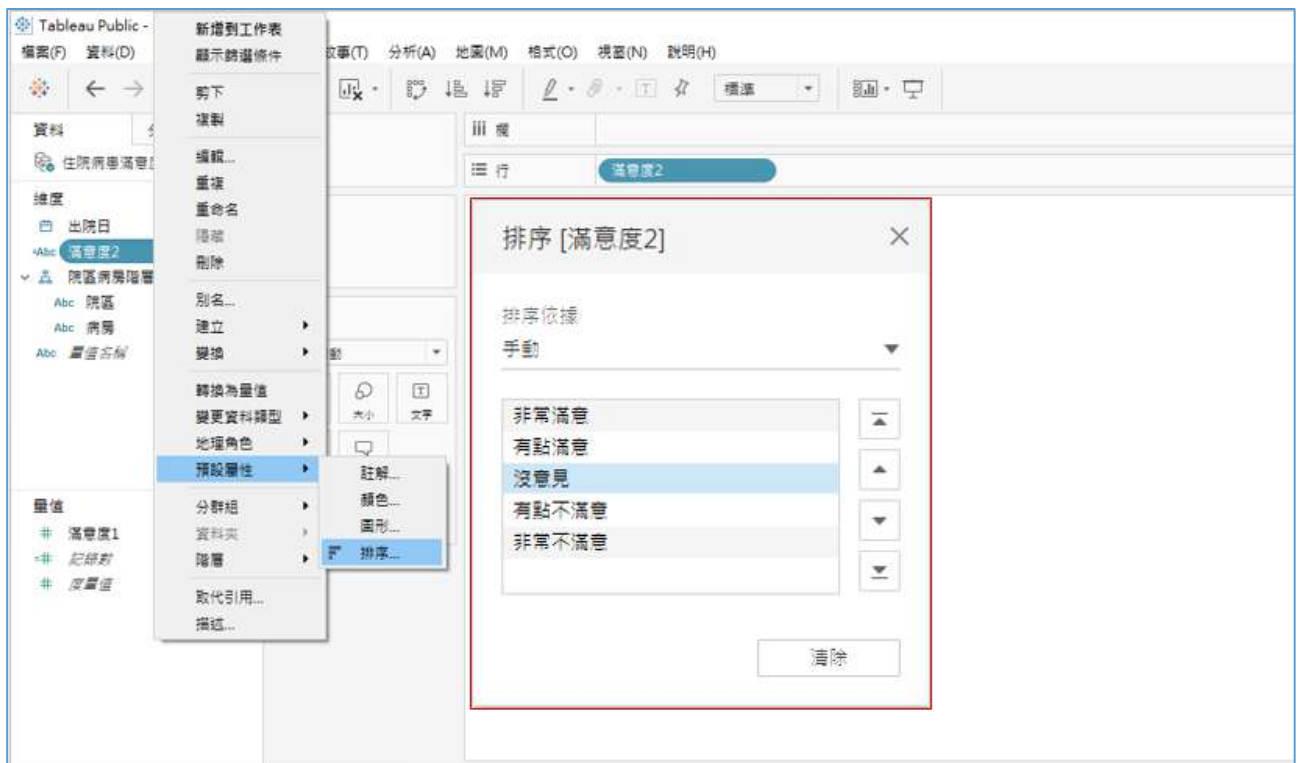 Tableau Public -
檔案(F) 資料(D) 故事(T) 分析(A) 地圖(M) 格式(O) 視窗(N) 說明(H)
標準
資料
住院病患滿意度
維度
出院日
Abc 滿意度2
院區病房階層
Abc 院區
Abc 病房
Abc 量值名稱
量值
滿意度1
記錄數
度量值
新增到工作表
顯示篩選條件
剪下
複製
編輯...
重複
重命名
隱藏
刪除
別名...
建立
變換
轉換為量值
變更資料類型
地理角色
預設屬性
分群組
資料夾
階層
取代引用...
描述...
註解...
顏色...
圖形...
排序...
大小 文字
欄
行 滿意度2
排序 [滿意度2]
排序依據
手動
非常滿意
有點滿意
沒意見
有點不滿意
非常不滿意
清除